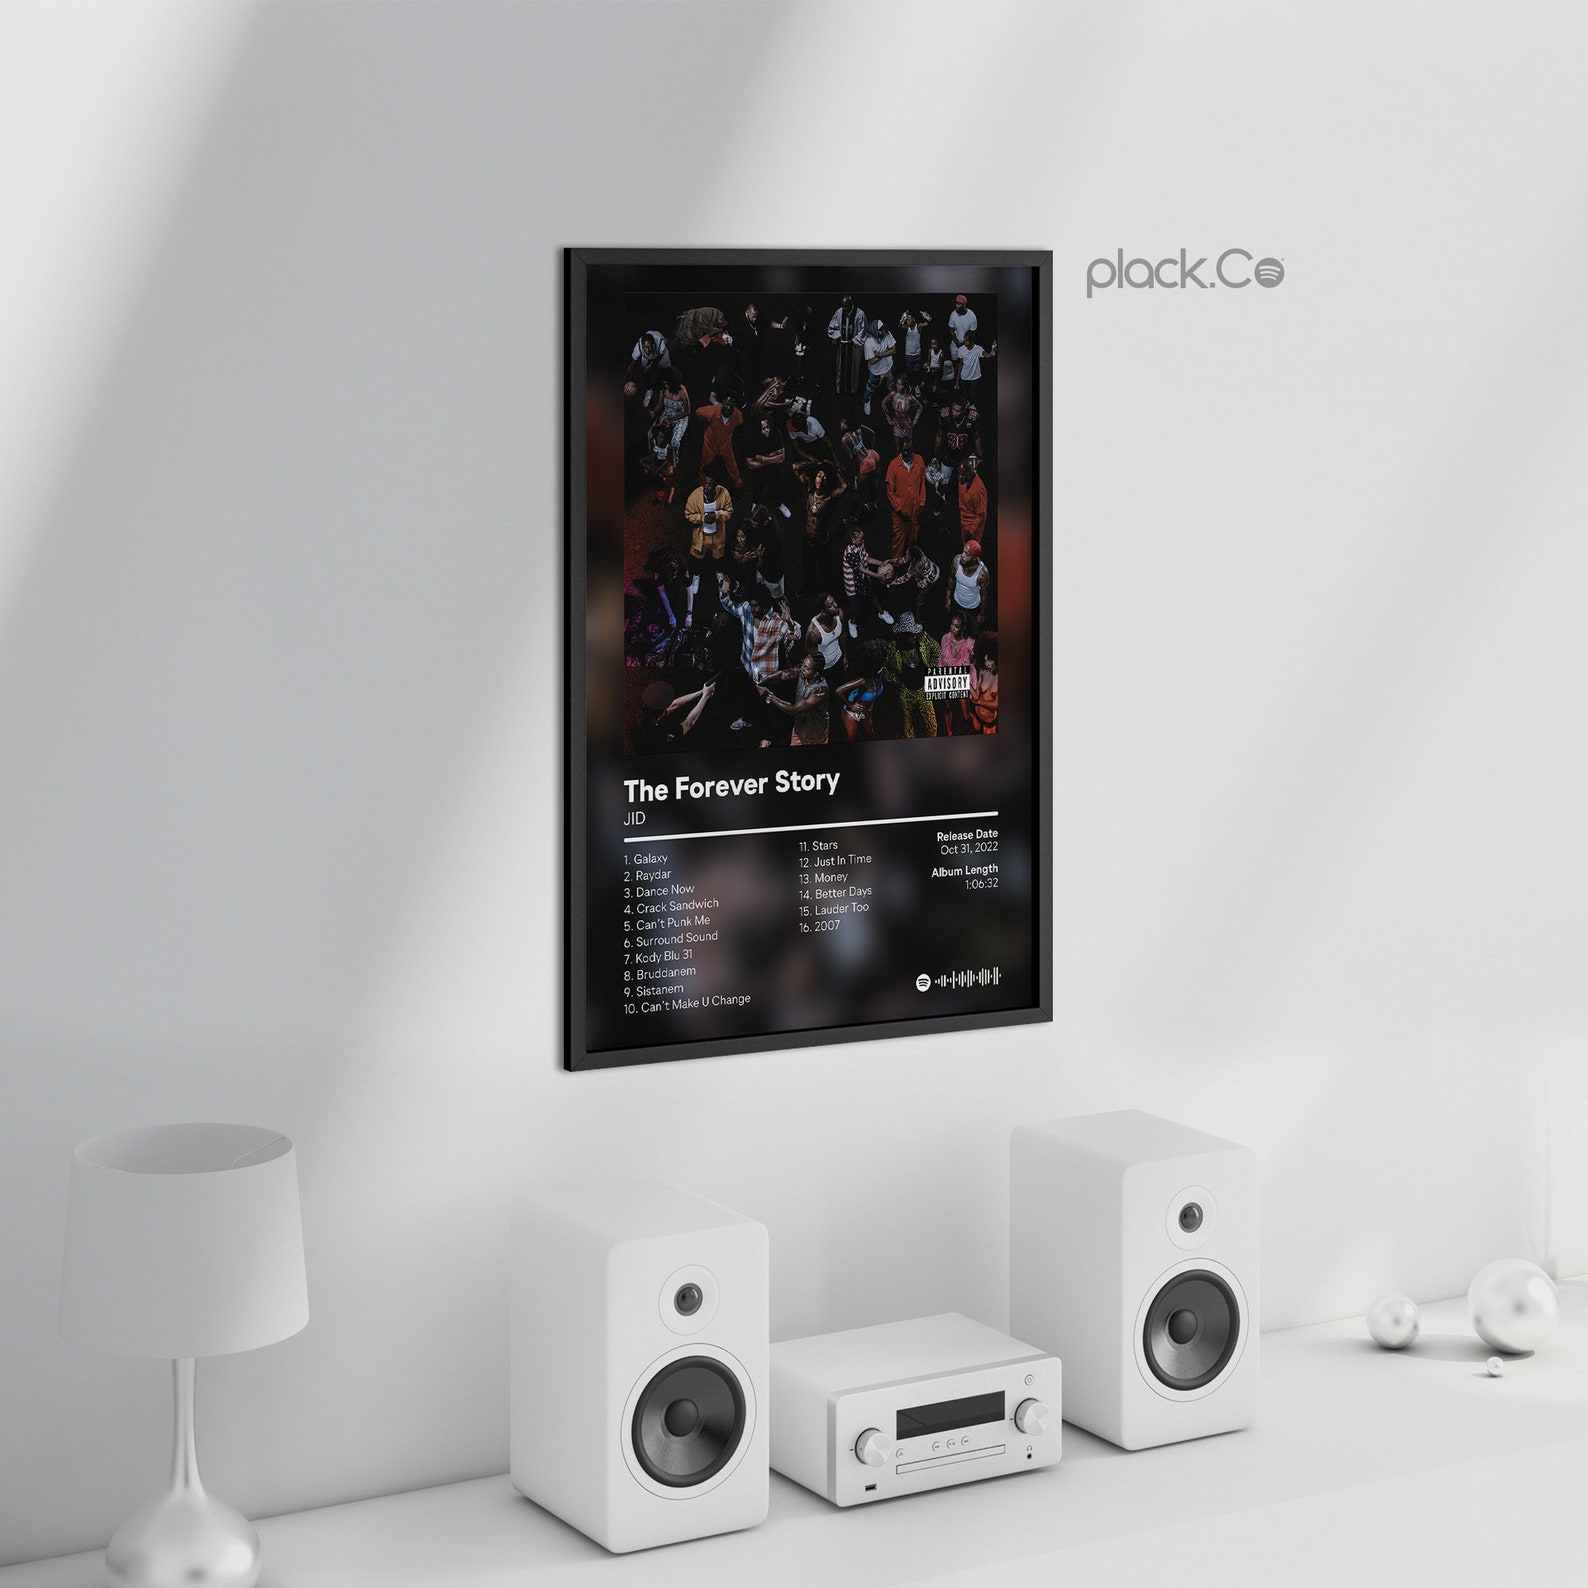 plack.Co
PARENTAL
ADVISORY
EXPLICIT CONTENT
The Forever Story
JID
1. Galaxy
2. Raydar
3. Dance Now
4. Crack Sandwich
5. Can't Punk Me
6. Surround Sound
7. Kody Blu 31
8. Bruddanem
9. Sistanem
10. Can't Make U Change
11. Stars
12. Just In Time
13. Money
14. Better Days
15. Lauder Too
16. 2007
Release Date
Oct 31, 2022
Album Length
1:06:32